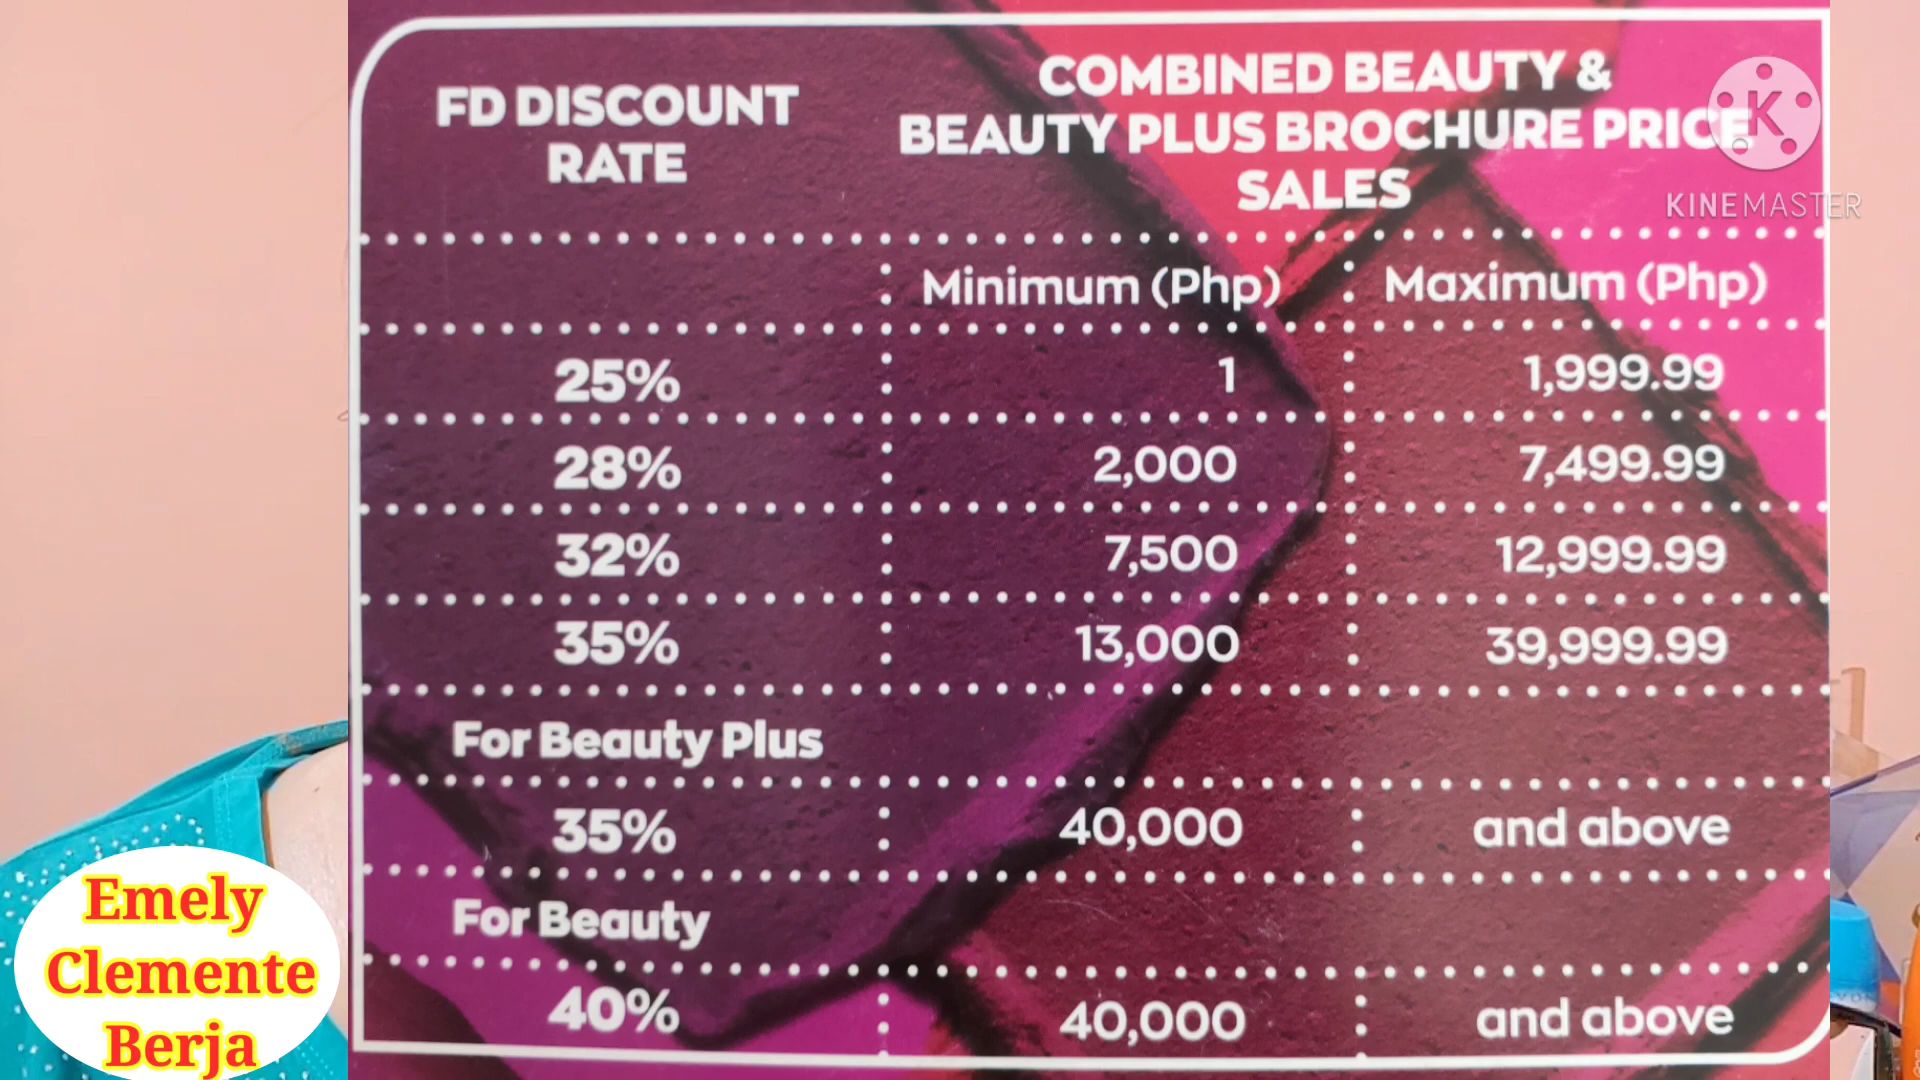 FD DISCOUNT
RATE
COMBINED BEAUTY &
BEAUTY PLUS BROCHURE PRICE
SALES
K
KINEMASTER
Minimum (Php) Maximum (Php)
25% 1 1,999.99
28% 2,000 7,499.99
32% 7,500 12,999.99
35% 13,000 39,999.99
For Beauty Plus
35% 40,000 and above
For Beauty
40% 40,000 and above
Emely
Clemente
Berja